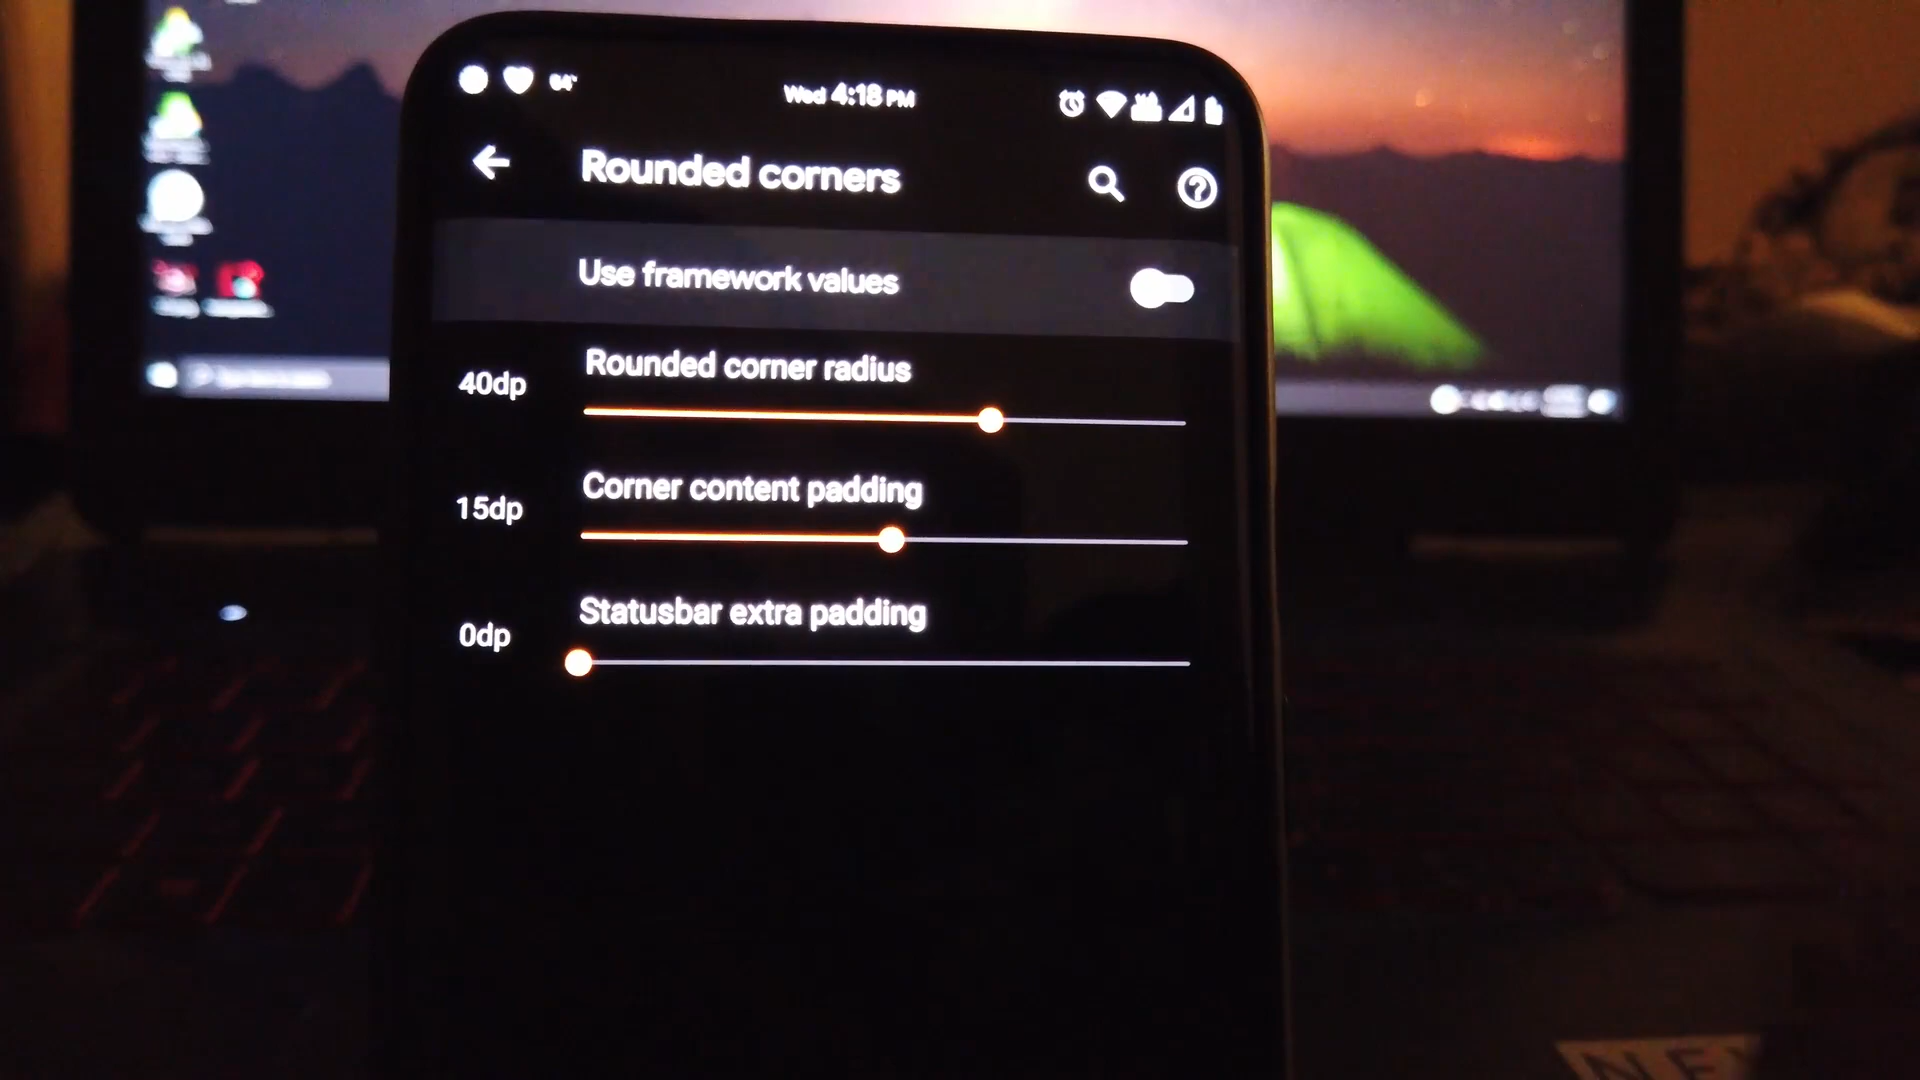 64°
Wed 4:18 PM
Rounded corners
Use framework values
40dp
Rounded corner radius
15dp
Corner content padding
0dp
Statusbar extra padding